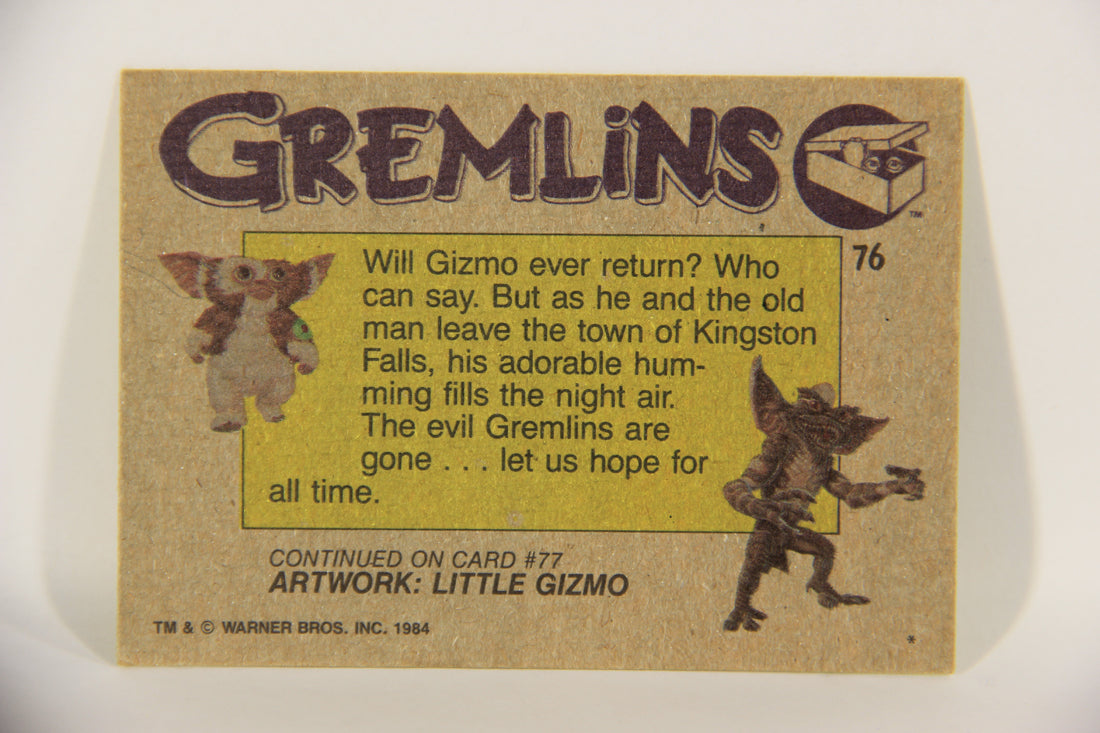 GREMLiNS
TM
76
Will Gizmo ever return? Who
can say. But as he and the old
man leave the town of Kingston
Falls, his adorable hum-
ming fills the night air.
The evil Gremlins are
gone . . . let us hope for
all time.
CONTINUED ON CARD #77
ARTWORK: LITTLE GIZMO
TM & © WARNER BROS. INC. 1984
*